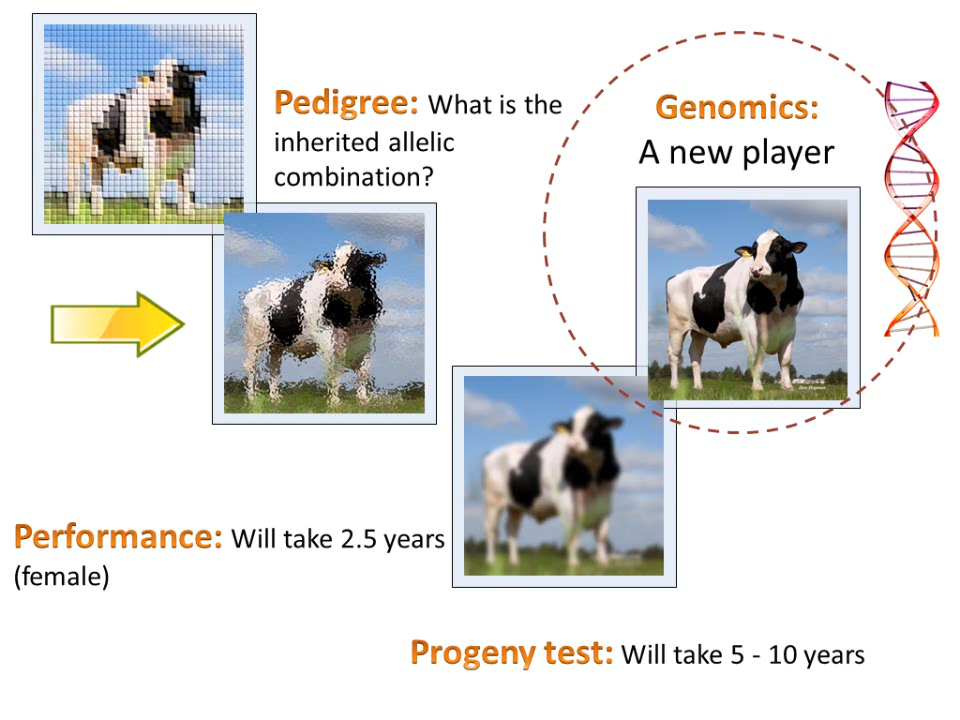 Pedigree: What is the
inherited allelic
combination?
Genomics:
A new player
Performance: Will take 2.5 years
(female)
Progeny test: Will take 5 - 10 years